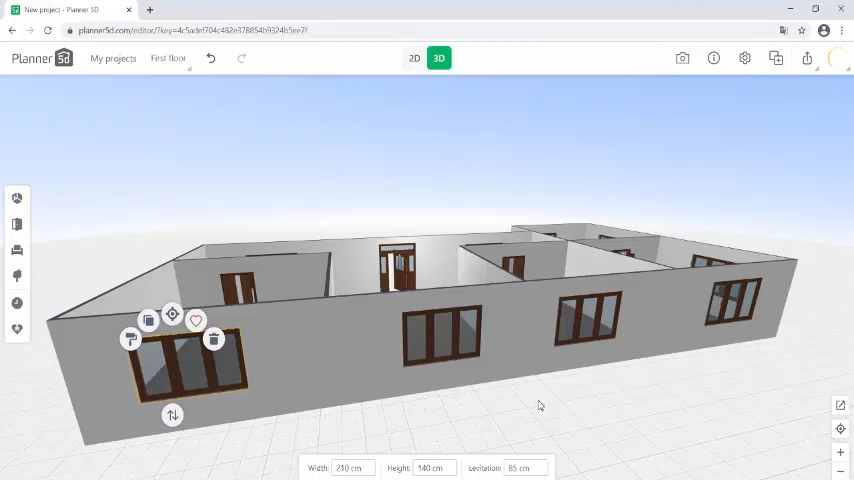 New project - Planner 5D
planner5d.com/editor/?key=4c5adef704c482e378854b9324b5ee7f
Planner 5d My projects First floor 2D 3D
Width: 210 cm Height: 140 cm Levitation: 85 cm